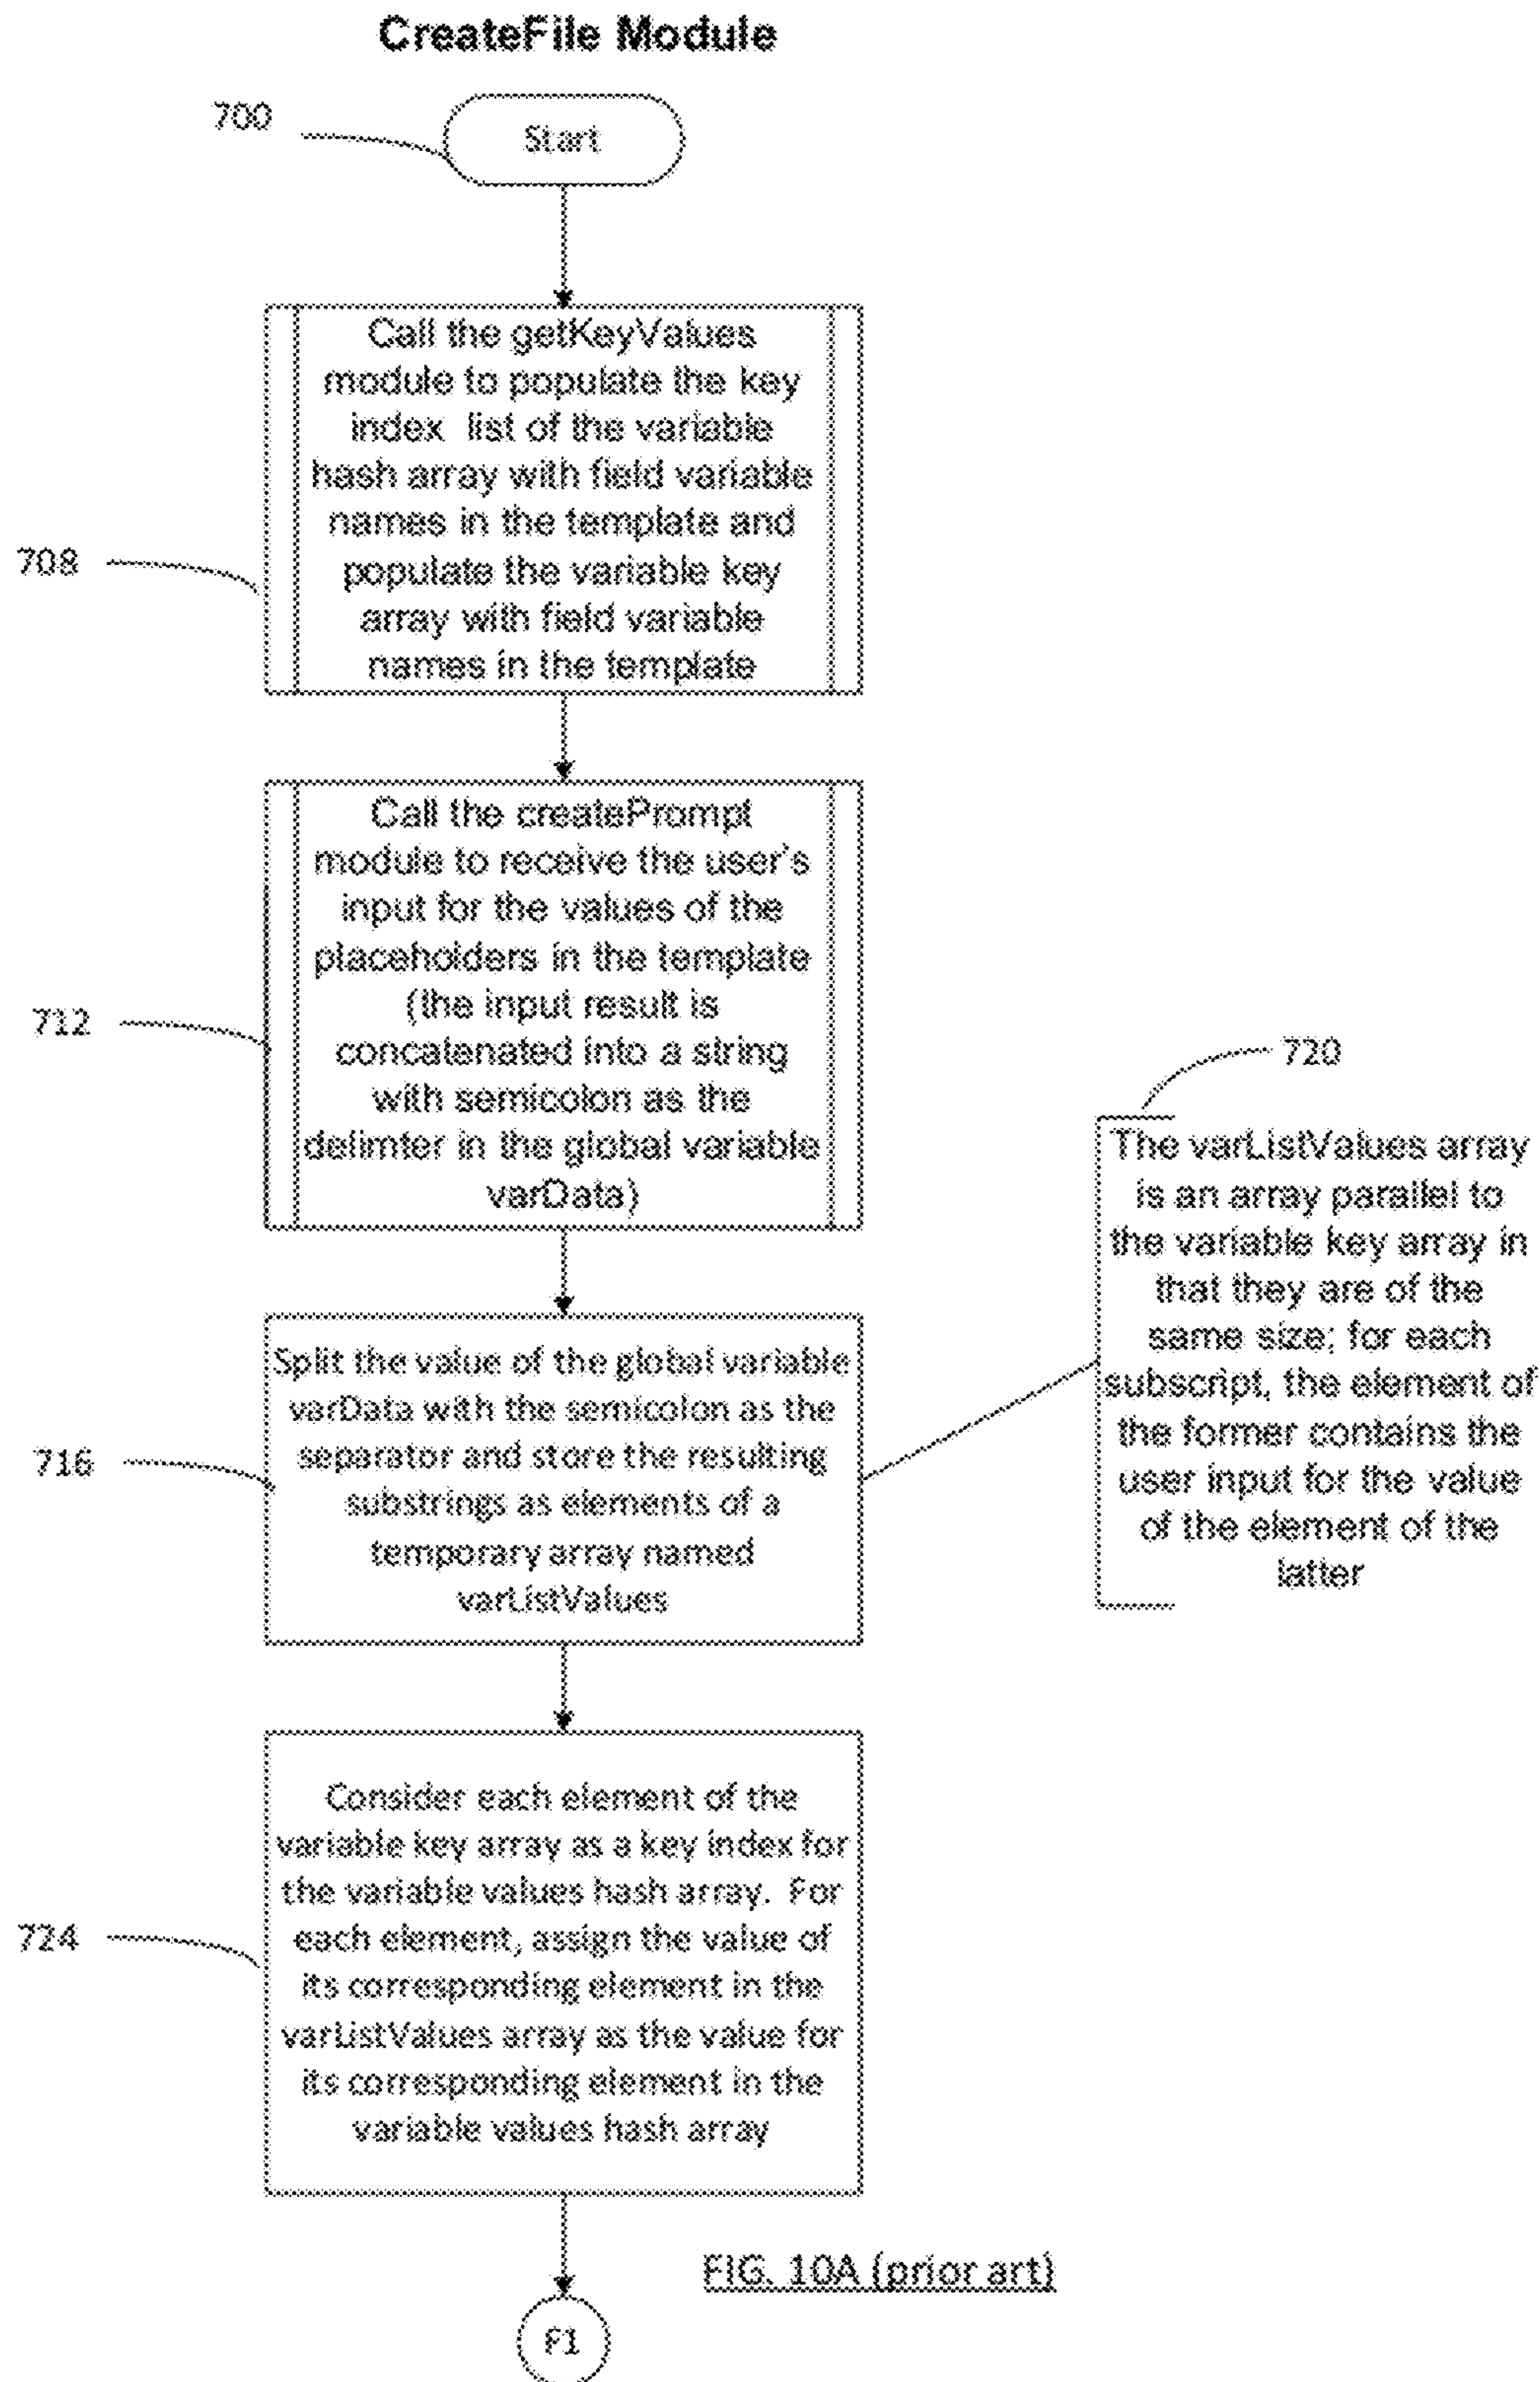 CreateFile Module
700
Start
Call the getKeyValues
module to populate the key
index list of the variable
hash array with field variable
names in the template and
populate the variable key
array with field variable
names in the template
708
Call the createPrompt
module to receive the user's
input for the values of the
placeholders in the template
(the input result is
concatenated into a string
with semicolon as the
delimter in the global variable
varData)
712
720
The varListValues array
is an array parallel to
the variable key array in
that they are of the
same size; for each
subscript, the element of
the former contains the
user input for the value
of the element of the
latter
Split the value of the global variable
varData with the semicolon as the
separator and store the resulting
substrings as elements of a
temporary array named
varListValues
716
Consider each element of the
variable key array as a key index for
the variable values hash array. For
each element, assign the value of
its corresponding element in the
varListValues array as the value for
its corresponding element in the
variable values hash array
724
FIG. 10A (prior art)
F1